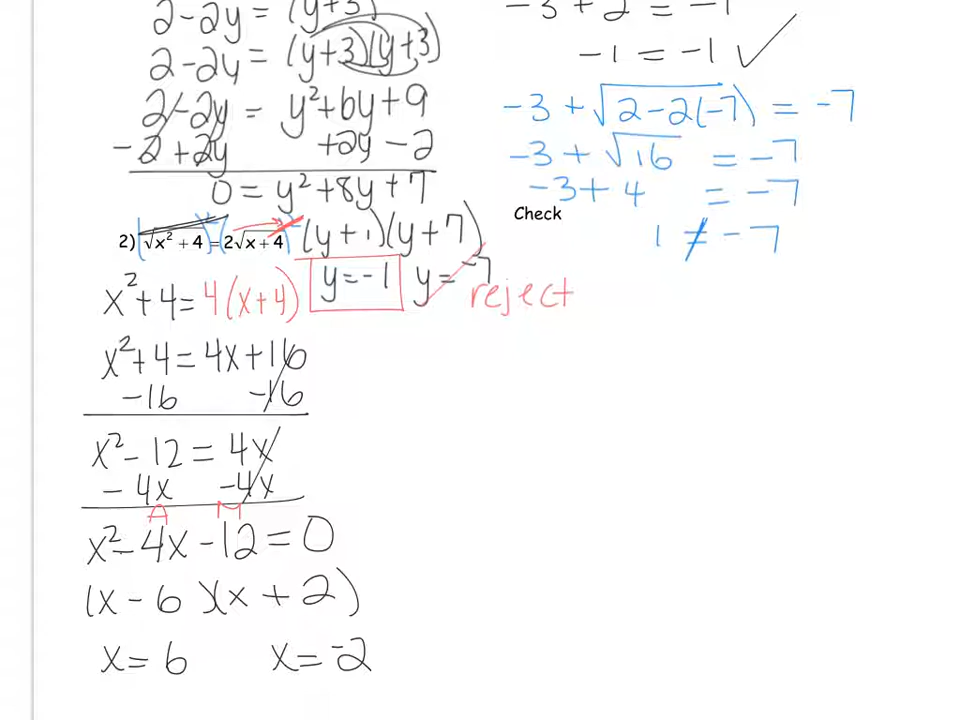 2-2y = (y+3)
2-2y = (y+3)(y+3)
2-2y = y²+6y+9
-2+2y +2y-2
0 = y²+8y+7
(y+1)(y+7)
y=-1 y=-7 reject
-3+2 = -1
-1 = -1 ✓
-3+√2-2(-7) = -7
-3+√16 = -7
-3+4 = -7
Check
1 ≠ -7
2) √x² + 4 = 2√x + 4
x²+4=4(x+4)
x²+4=4x+16
-16 -16
x²-12=4x
-4x -4x
A M
x²-4x-12=0
(x-6)(x+2)
x=6 x=-2